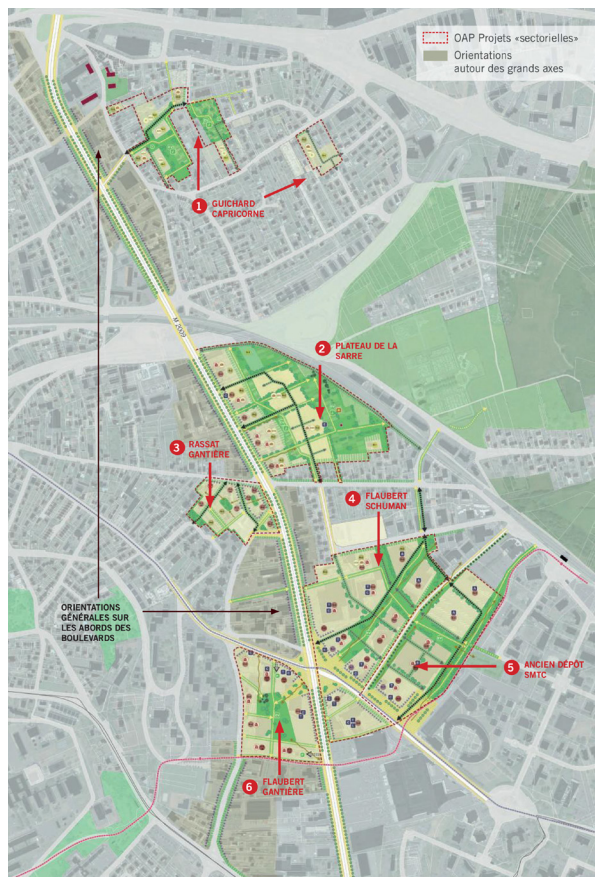 OAP Projets «sectorielles»
Orientations
autour des grands axes
1 GUICHARD
CAPRICORNE
M 2009
2 PLATEAU DE LA
SARRE
3 RASSAT
GANTIÈRE
4 FLAUBERT
SCHUMAN
ORIENTATIONS
GÉNÉRALES SUR
LES ABORDS DES
BOULEVARDS
5 ANCIEN DÉPÔT
SMTC
6 FLAUBERT
GANTIÈRE